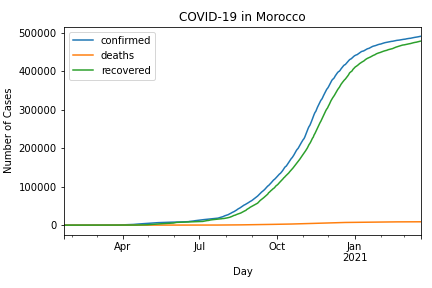 COVID-19 in Morocco
confirmed
deaths
recovered
Number of Cases
500000
400000
300000
200000
100000
0
Apr
Jul
Oct
Jan
2021
Day